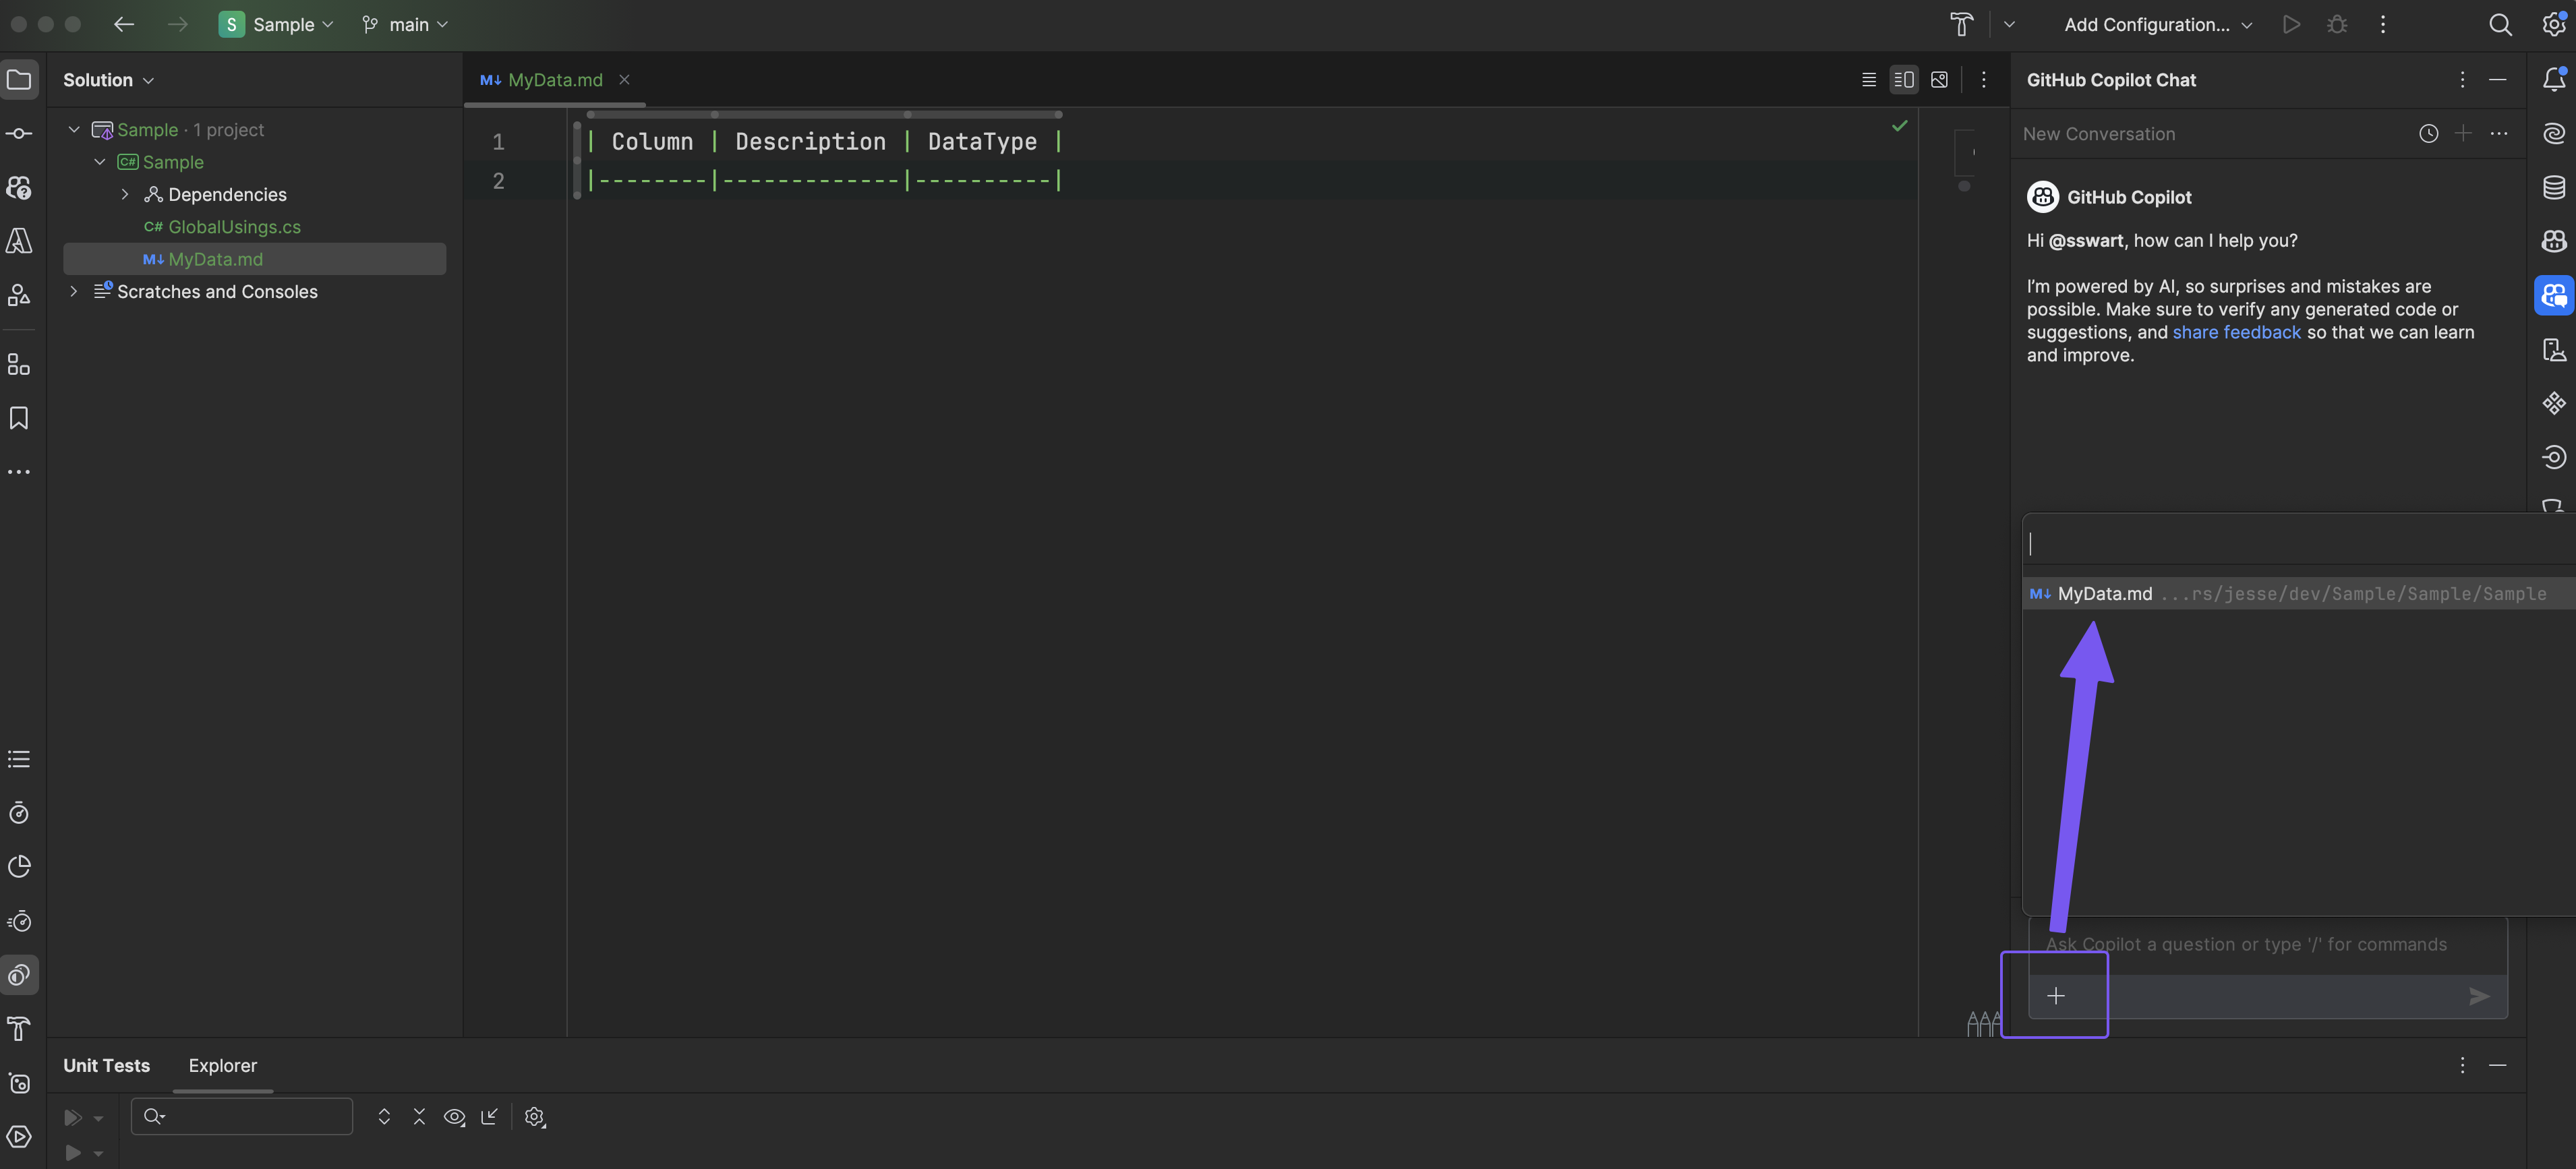 S Sample main Add Configuration...
Solution
M↓ MyData.md
GitHub Copilot Chat
Sample · 1 project
C# Sample
Dependencies
C# GlobalUsings.cs
M↓ MyData.md
Scratches and Consoles
1 | Column | Description | DataType |
2 |--------|-------------|----------|
New Conversation
GitHub Copilot
Hi @sswart, how can I help you?
I'm powered by AI, so surprises and mistakes are
possible. Make sure to verify any generated code or
suggestions, and share feedback so that we can learn
and improve.
M↓ MyData.md ...rs/jesse/dev/Sample/Sample/Sample
Ask Copilot a question or type '/' for commands
Unit Tests Explorer